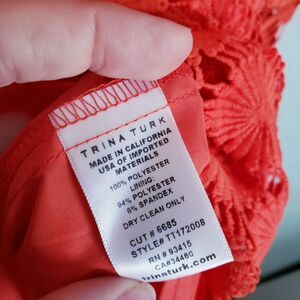 TRINA TURK
MADE IN CALIFORNIA
USA OF IMPORTED
MATERIALS
100% POLYESTER
LINING:
94% POLYESTER
6% SPANDEX
DRY CLEAN ONLY
CUT # 6685
STYLE# TT172008
RN # 93415
CA#34460
trinaturk.com